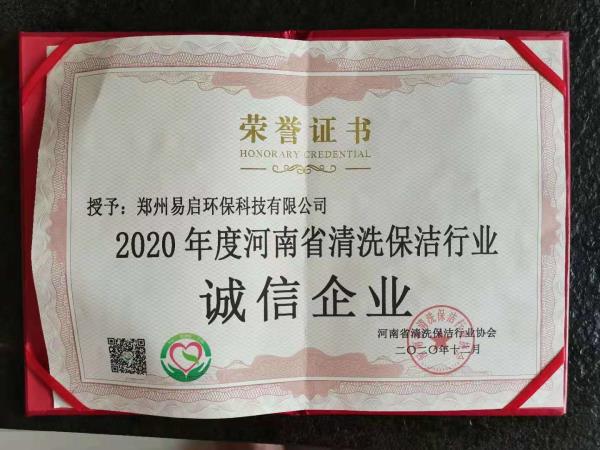 荣誉证书
HONORARY CREDENTIAL
授予：郑州易启环保科技有限公司
2020年度河南省清洗保洁行业
诚信企业
河南省清洗保洁行业协会
二〇二〇年十二月